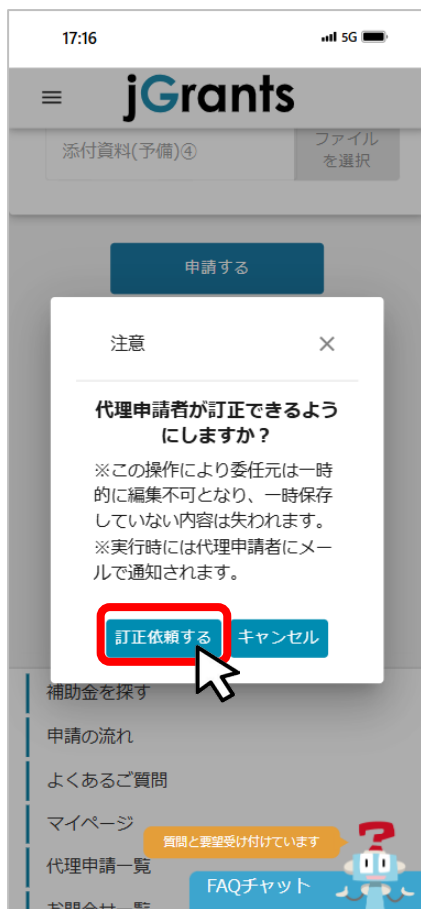 17:16
5G
jGrants
添付資料(予備)④
ファイル
を選択
申請する
注意
×
代理申請者が訂正できるよう
にしますか？
※この操作により委任元は一時
的に編集不可となり、一時保存
していない内容は失われます。
※実行時には代理申請者にメー
ルで通知されます。
訂正依頼する
キャンセル
補助金を探す
申請の流れ
よくあるご質問
マイページ
質問と要望受け付けています
代理申請一覧
FAQチャット
お問合せ一覧